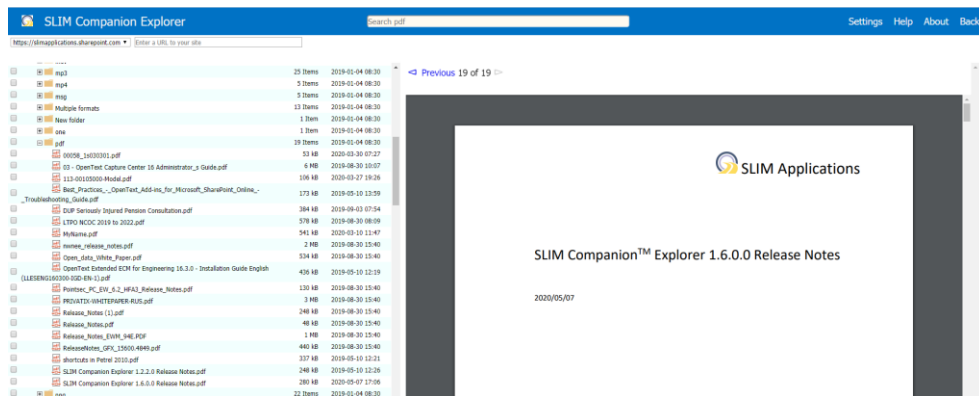 SLIM Companion Explorer
Search pdf
Settings Help About Back
https://slimapplications.sharepoint.com ▼ Enter a URL to your site
mp3 25 Items 2019-01-04 08:30
mp4 5 Items 2019-01-04 08:30
msg 5 Items 2019-01-04 08:30
Multiple formats 13 Items 2019-01-04 08:30
New folder 1 Item 2019-01-04 08:30
one 1 Item 2019-01-04 08:30
pdf 19 Items 2019-01-04 08:30
00058_1s030301.pdf 53 kB 2020-03-30 07:27
03 - OpenText Capture Center 16 Administrator_s Guide.pdf 6 MB 2019-08-30 10:07
113-00105000-Model.pdf 106 kB 2020-03-27 19:26
Best_Practices_-_OpenText_Add-ins_for_Microsoft_SharePoint_Online_-
_Troubleshooting_Guide.pdf 173 kB 2019-05-10 13:59
DUP Seriously Injured Pension Consultation.pdf 384 kB 2019-09-03 07:54
LTPO NCOC 2019 to 2022.pdf 578 kB 2019-08-30 08:09
MyName.pdf 541 kB 2020-03-10 11:47
nwnee_release_notes.pdf 2 MB 2019-08-30 15:40
Open_data_White_Paper.pdf 534 kB 2019-08-30 15:40
OpenText Extended ECM for Engineering 16.3.0 - Installation Guide English
(LLESENG160300-IGD-EN-1).pdf 436 kB 2019-05-10 12:19
Pointsec_PC_EW_6.2_HFA3_Release_Notes.pdf 130 kB 2019-08-30 15:40
PRIVATIX-WHITEPAPER-RUS.pdf 3 MB 2019-08-30 15:40
Release_Notes (1).pdf 248 kB 2019-08-30 15:40
Release_Notes.pdf 48 kB 2019-08-30 15:40
Release_Notes_EWM_94E.PDF 1 MB 2019-08-30 15:40
ReleaseNotes_GFX_15600.4849.pdf 440 kB 2019-08-30 15:40
shortcuts in Petrel 2010.pdf 337 kB 2019-05-10 12:21
SLIM Companion Explorer 1.2.2.0 Release Notes.pdf 248 kB 2019-05-10 12:26
SLIM Companion Explorer 1.6.0.0 Release Notes.pdf 280 kB 2020-05-07 17:06
22 Items 2019-01-04 08:30
Previous 19 of 19
SLIM Applications
SLIM Companion™ Explorer 1.6.0.0 Release Notes
2020/05/07